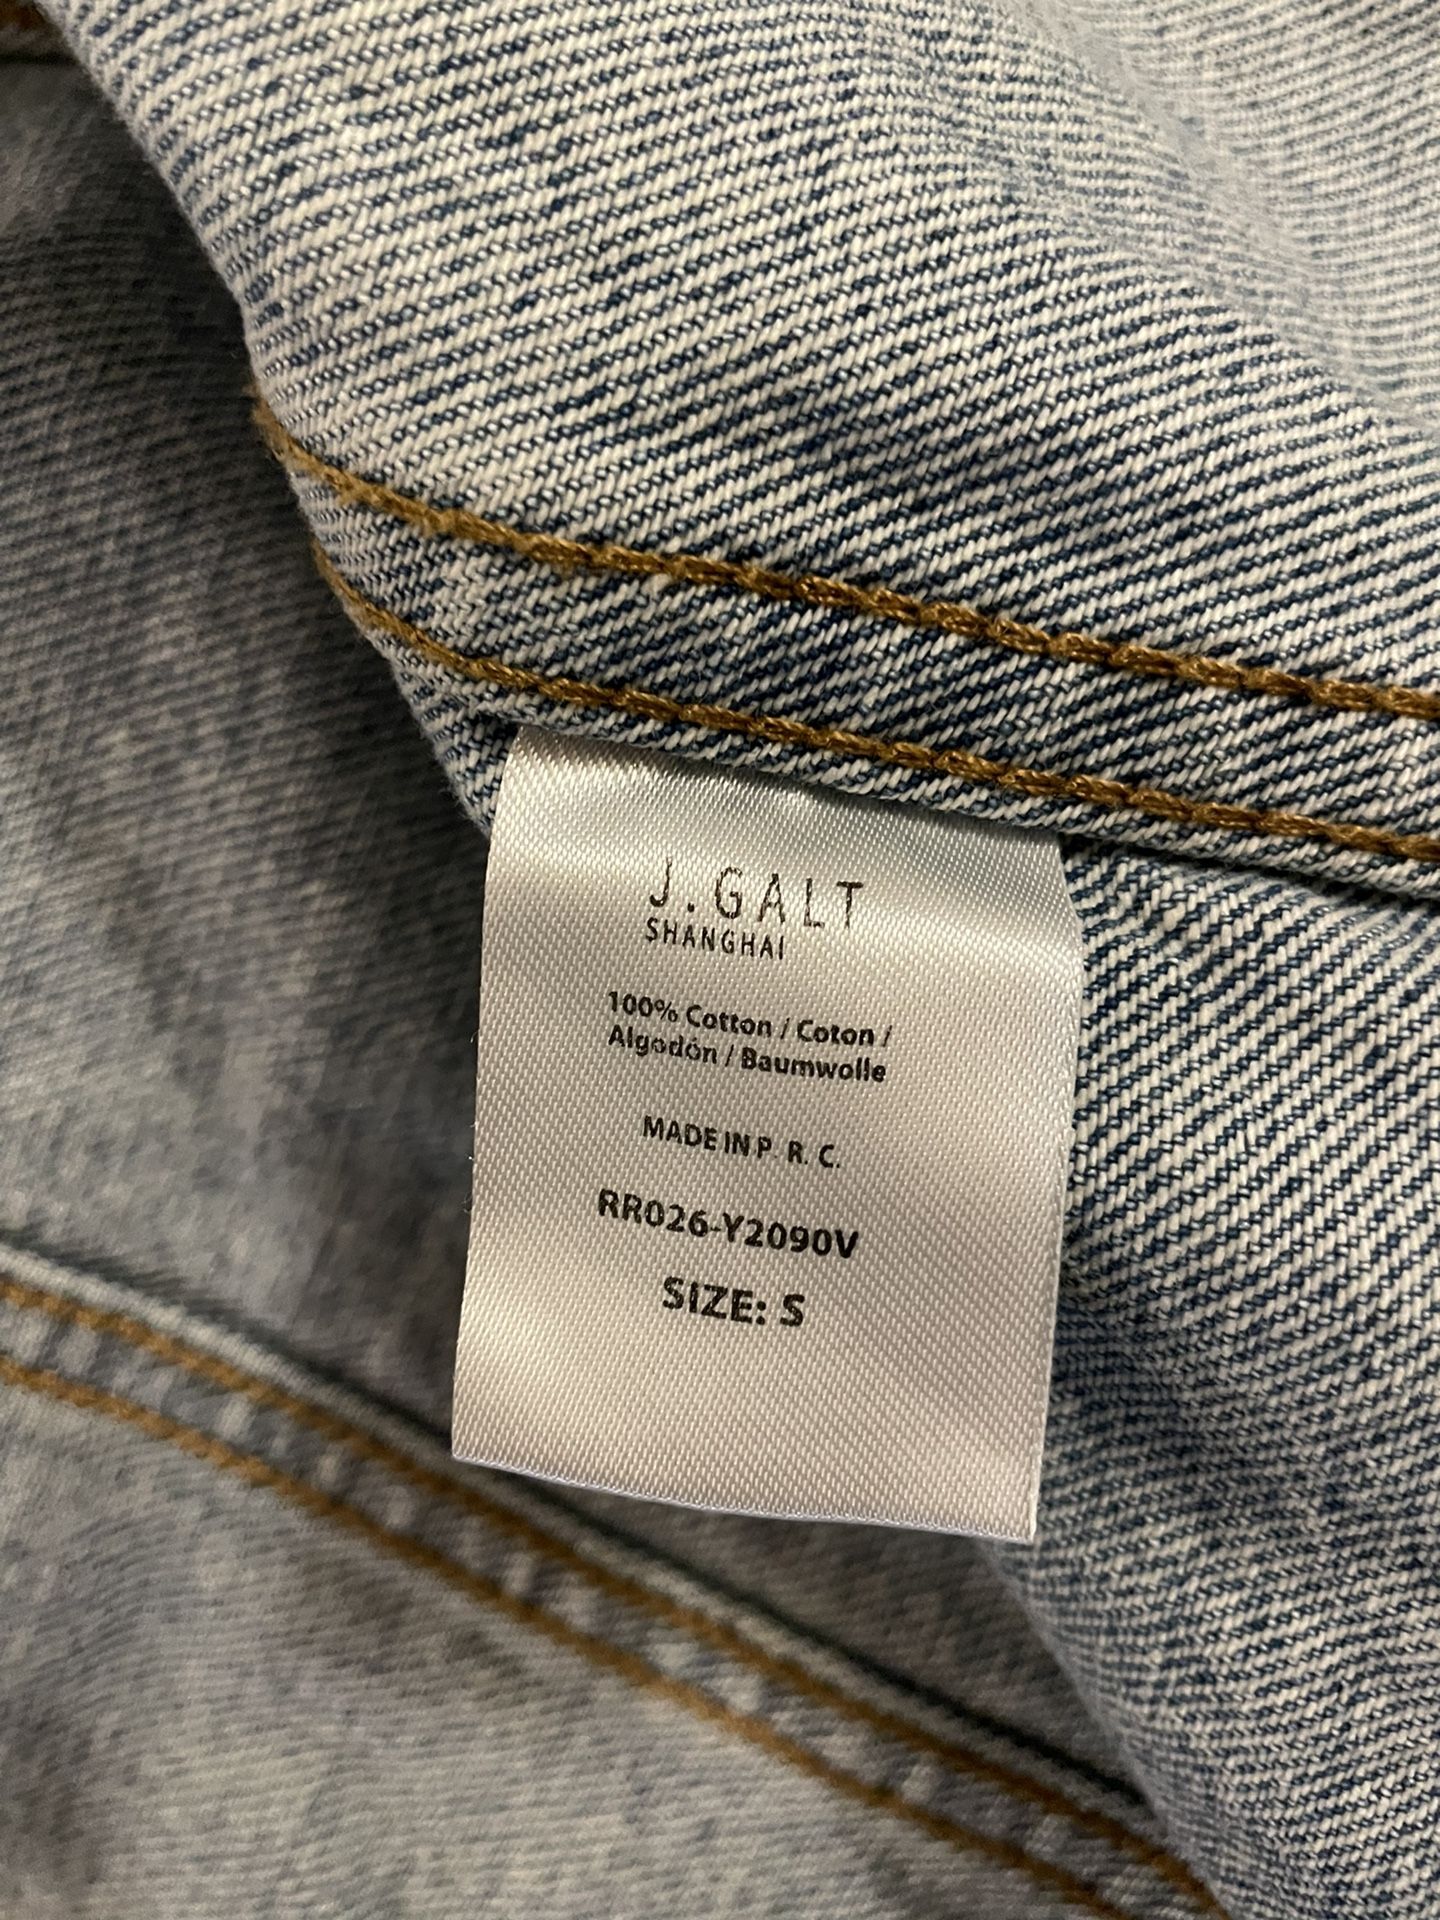 J.GALT
SHANGHAI
100% Cotton / Coton /
Algodón / Baumwolle
MADE IN P. R. C.
RR026-Y2090V
SIZE: S